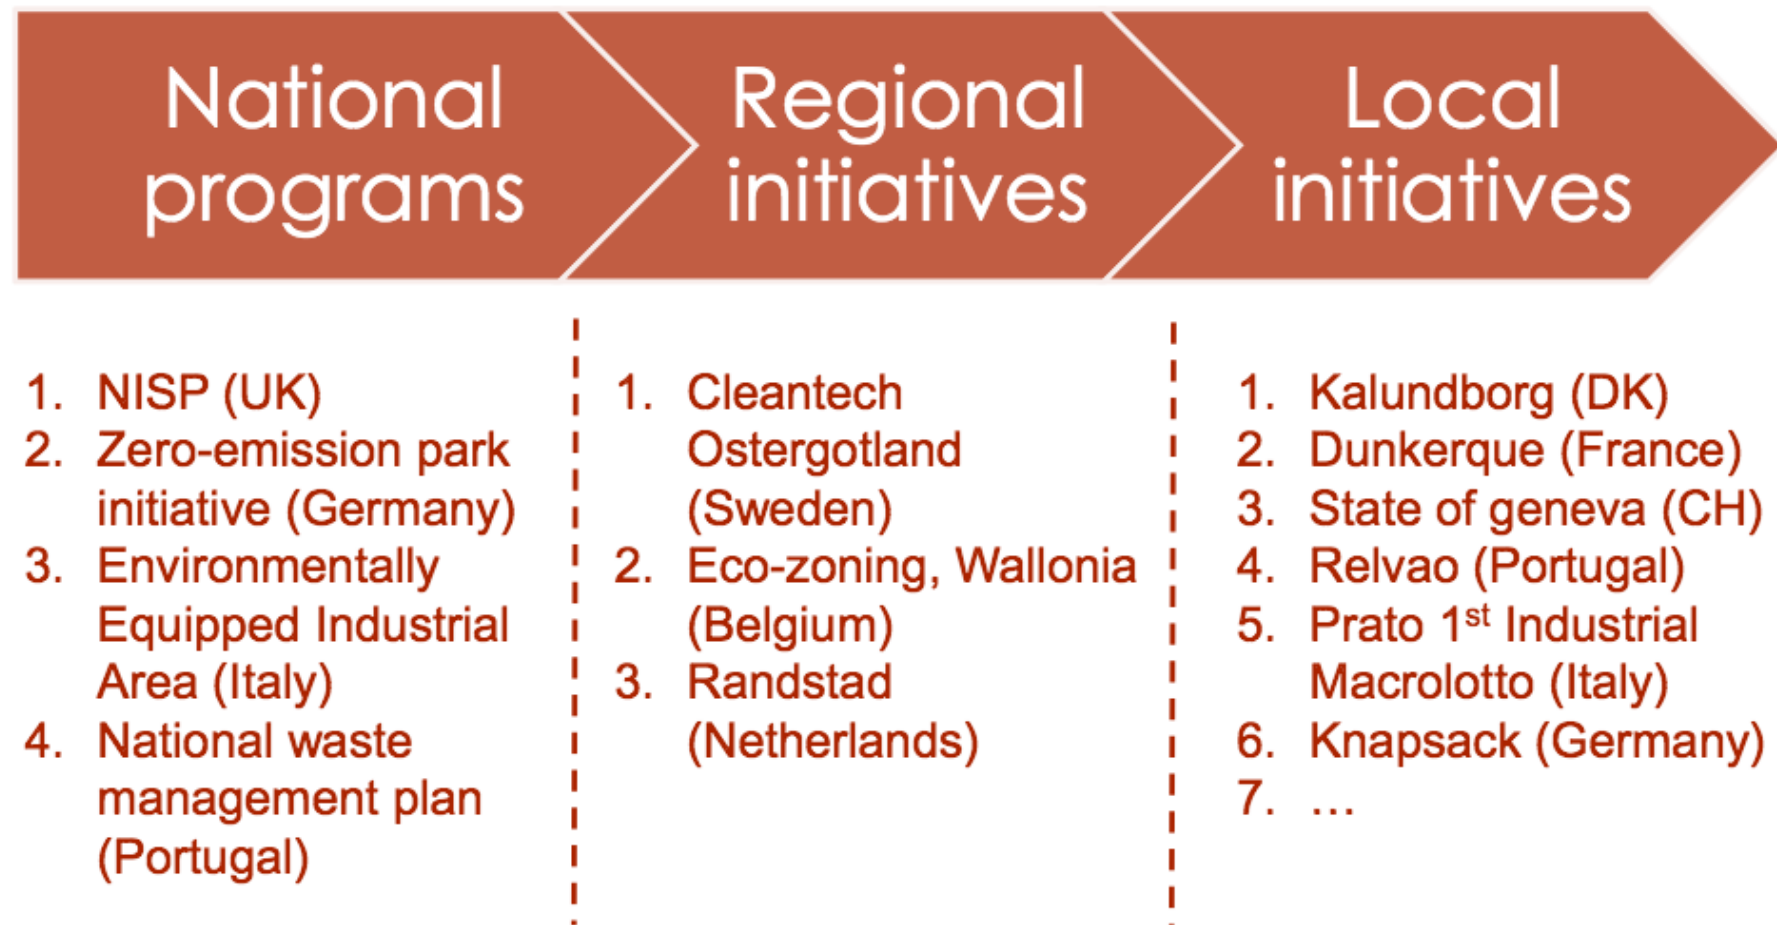 National
programs
Regional
initiatives
Local
initiatives
1. NISP (UK)
2. Zero-emission park
initiative (Germany)
3. Environmentally
Equipped Industrial
Area (Italy)
4. National waste
management plan
(Portugal)
1. Cleantech
Ostergotland
(Sweden)
2. Eco-zoning, Wallonia
(Belgium)
3. Randstad
(Netherlands)
1. Kalundborg (DK)
2. Dunkerque (France)
3. State of geneva (CH)
4. Relvao (Portugal)
5. Prato 1st Industrial
Macrolotto (Italy)
6. Knapsack (Germany)
7. …